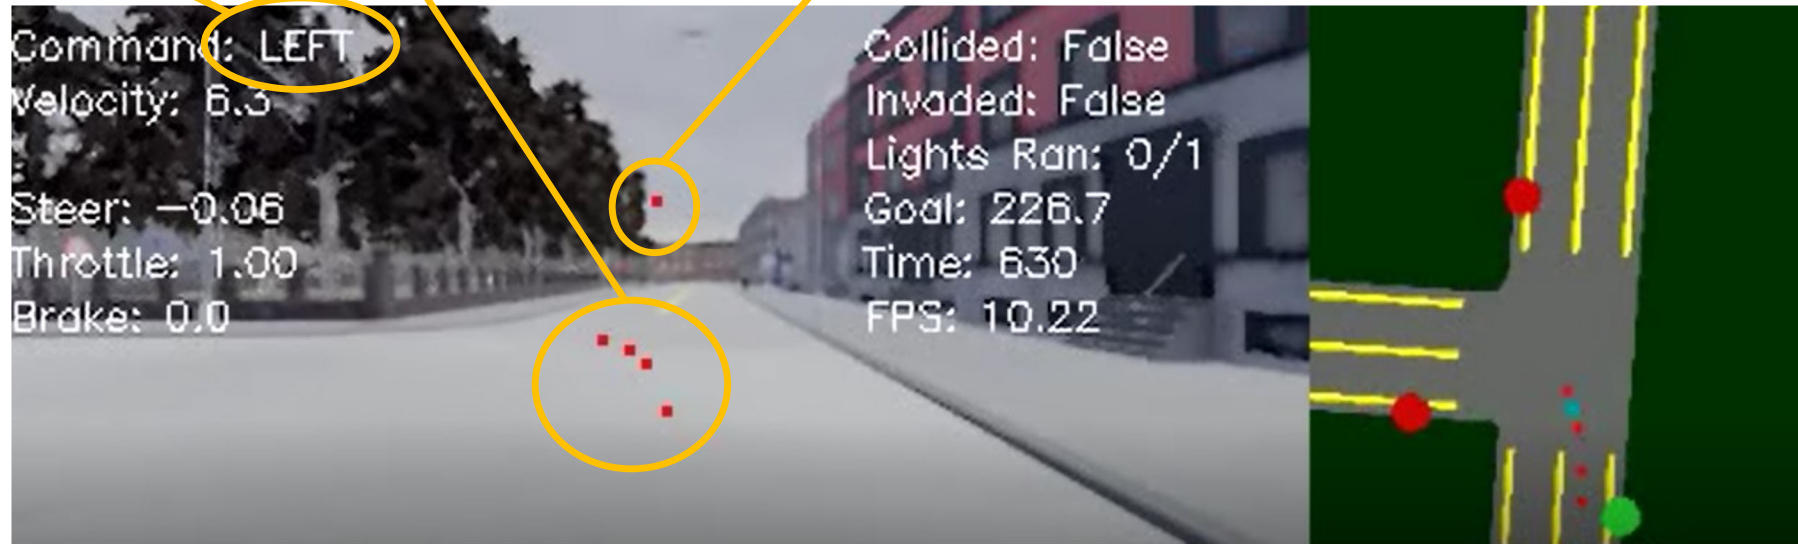 Command: LEFT
Velocity: 6.3
Steer: -0.06
Throttle: 1.00
Brake: 0.0
Collided: False
Invaded: False
Lights Ran: 0/1
Goal: 226.7
Time: 630
FPS: 10.22